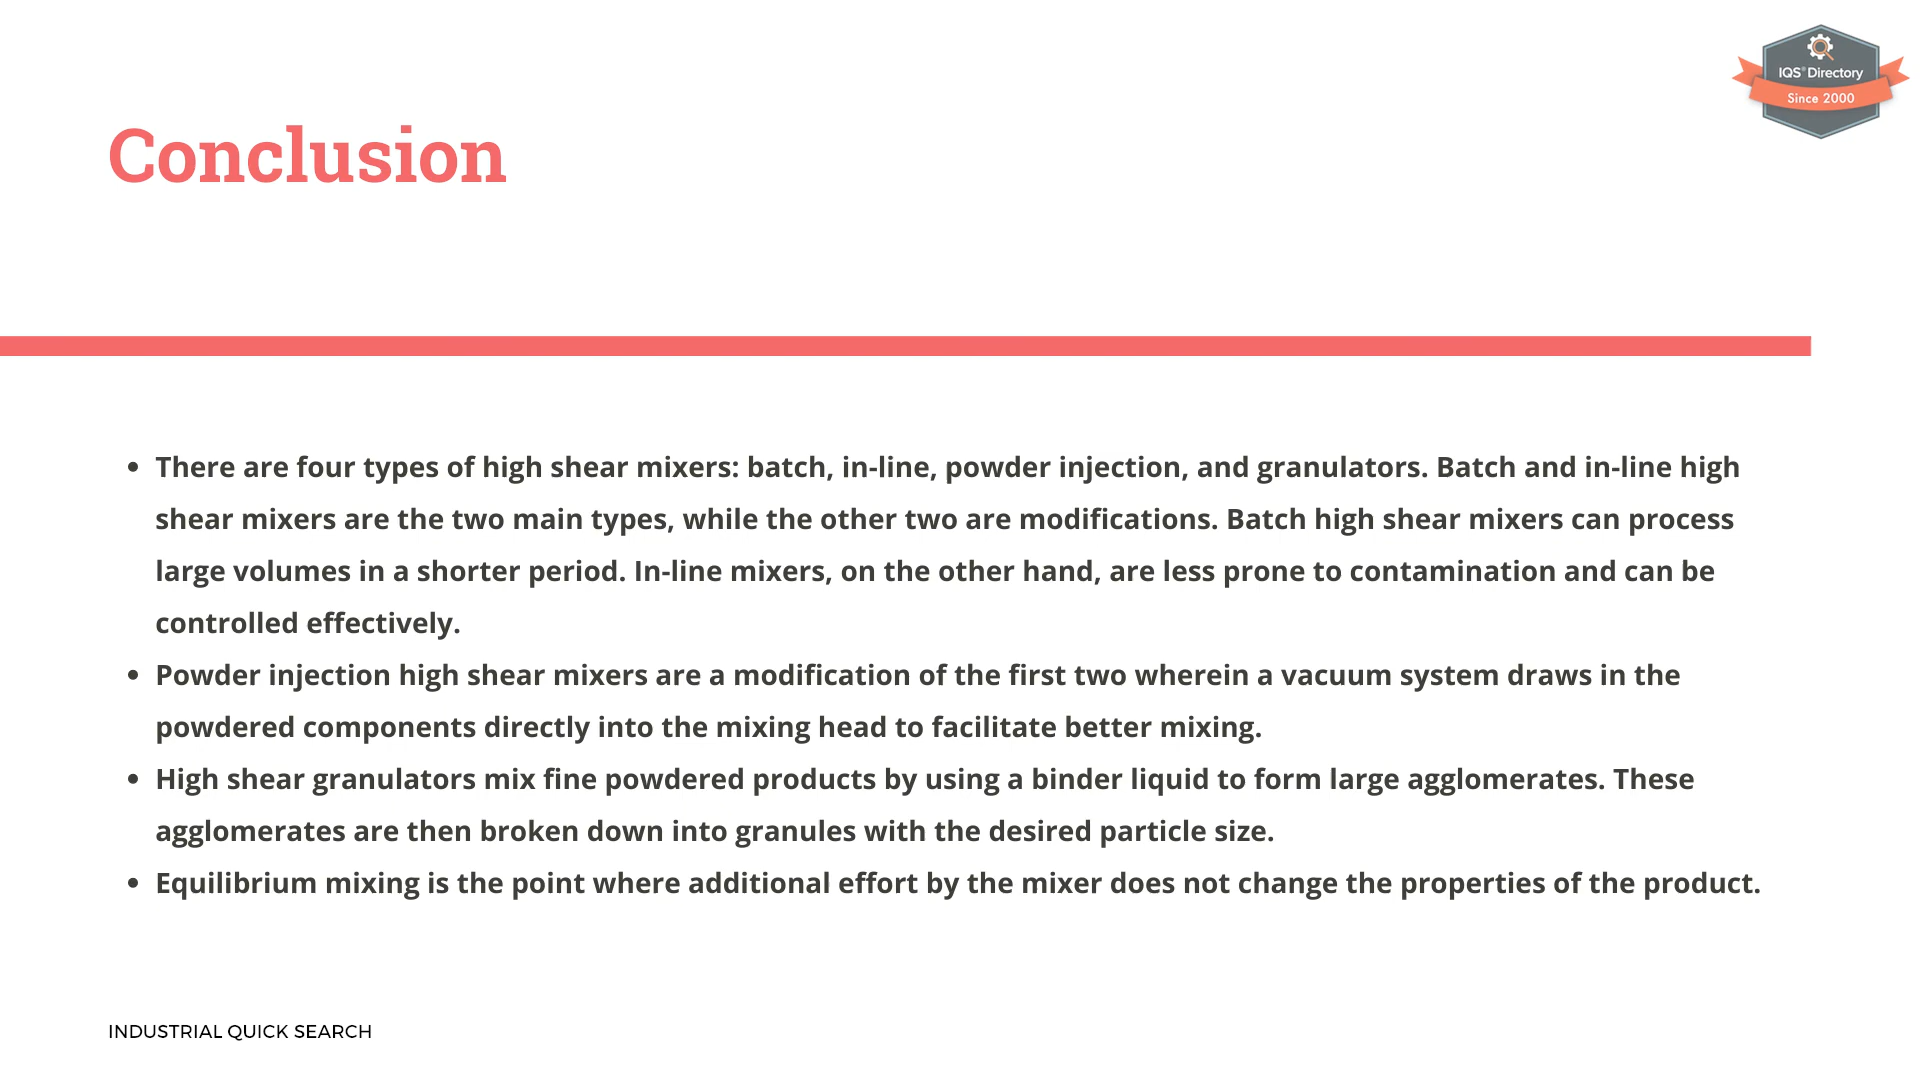 IQS® Directory
Since 2000
Conclusion
• There are four types of high shear mixers: batch, in-line, powder injection, and granulators. Batch and in-line high
shear mixers are the two main types, while the other two are modifications. Batch high shear mixers can process
large volumes in a shorter period. In-line mixers, on the other hand, are less prone to contamination and can be
controlled effectively.
• Powder injection high shear mixers are a modification of the first two wherein a vacuum system draws in the
powdered components directly into the mixing head to facilitate better mixing.
• High shear granulators mix fine powdered products by using a binder liquid to form large agglomerates. These
agglomerates are then broken down into granules with the desired particle size.
• Equilibrium mixing is the point where additional effort by the mixer does not change the properties of the product.
INDUSTRIAL QUICK SEARCH